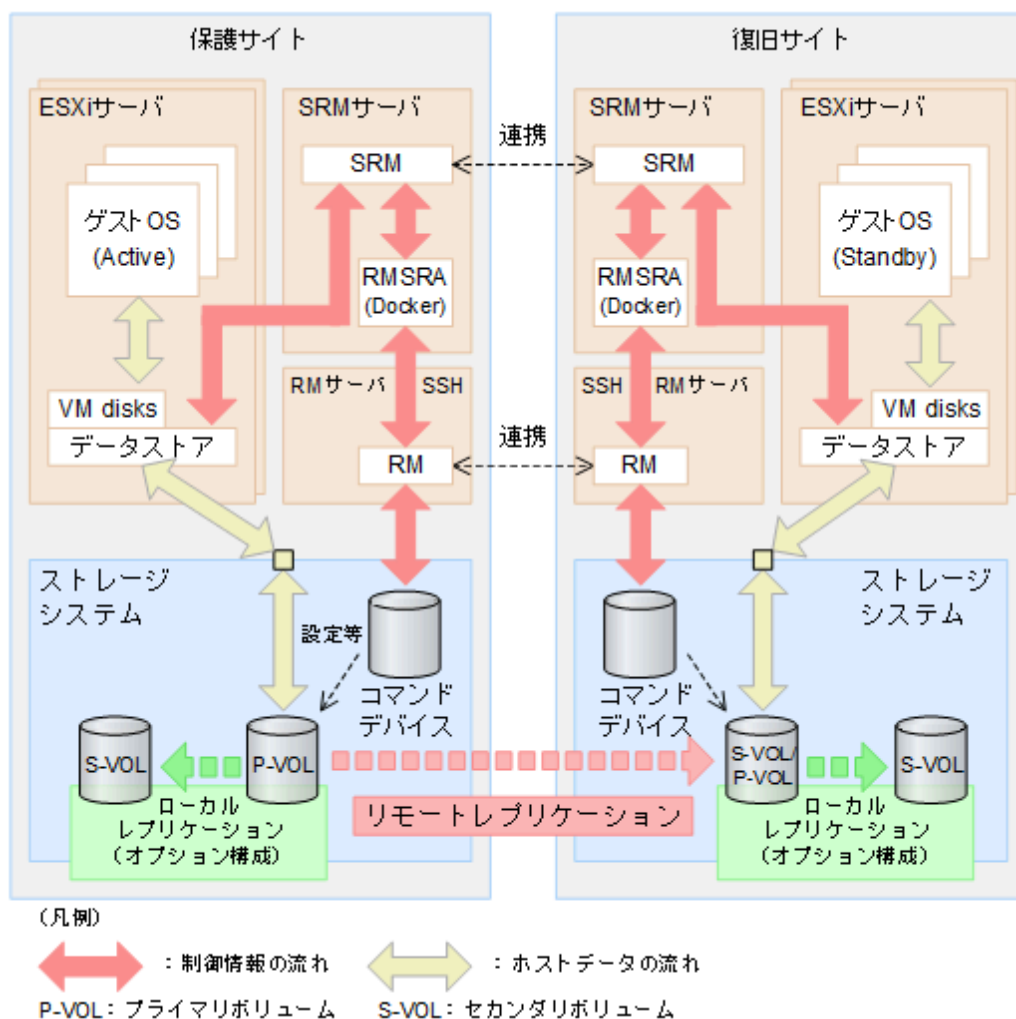 保護サイト
ESXiサーバ
ゲストOS
(Active)
VM disks
データストア
SRMサーバ
SRM
RMSRA
(Docker)
RMサーバ
SSH
RM
連携
連携
復旧サイト
SRMサーバ
SRM
RMSRA
(Docker)
SSH
RMサーバ
RM
ESXiサーバ
ゲストOS
(Standby)
VM disks
データストア
ストレージ
システム
設定等
コマンド
デバイス
S-VOL
P-VOL
ローカル
レプリケーション
(オプション構成)
リモートレプリケーション
ストレージ
システム
コマンド
デバイス
S-VOL/
P-VOL
S-VOL
ローカル
レプリケーション
(オプション構成)
(凡例)
：制御情報の流れ
：ホストデータの流れ
P-VOL：プライマリボリューム
S-VOL：セカンダリボリューム